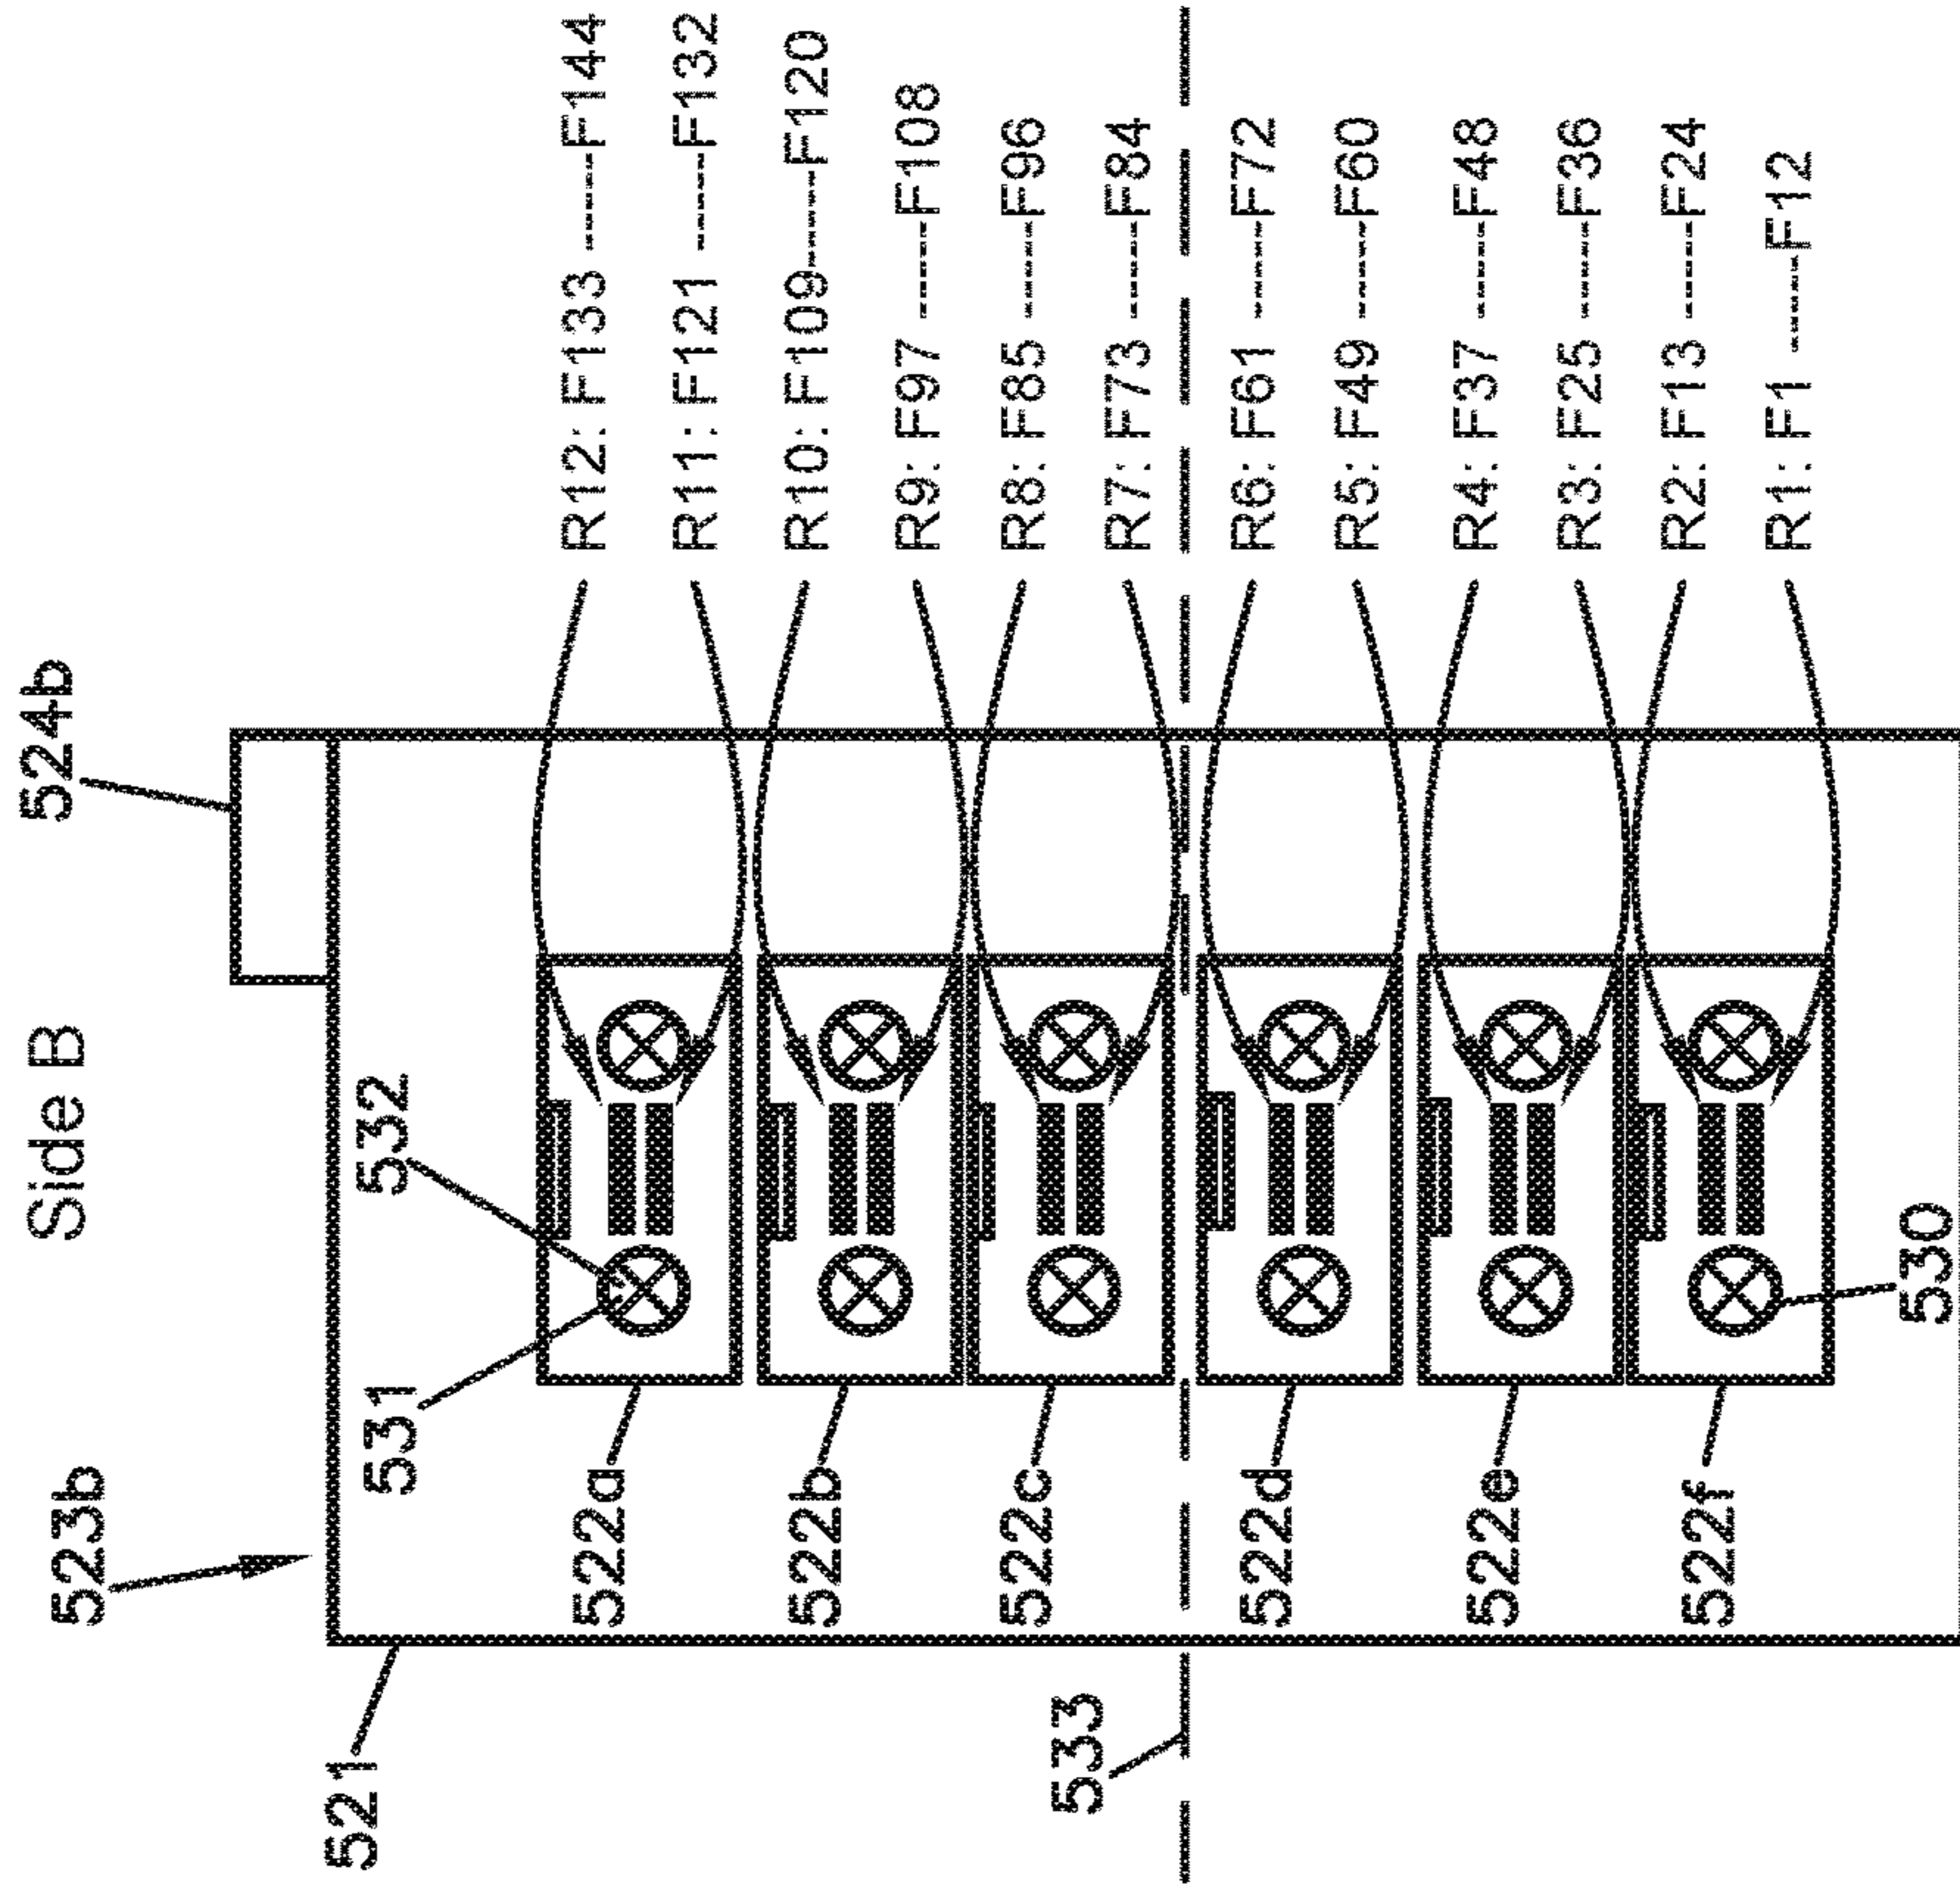 Side B
523b
524b
521
531
532
522a
522b
522c
533
522d
522e
522f
530
R12: F133 -----F144
R11: F121 -----F132
R10: F109-----F120
R9: F97 -----F108
R8: F85 -----F96
R7: F73 -----F84
R6: F61 -----F72
R5: F49 -----F60
R4: F37 -----F48
R3: F25 -----F36
R2: F13 -----F24
R1: F1 -----F12